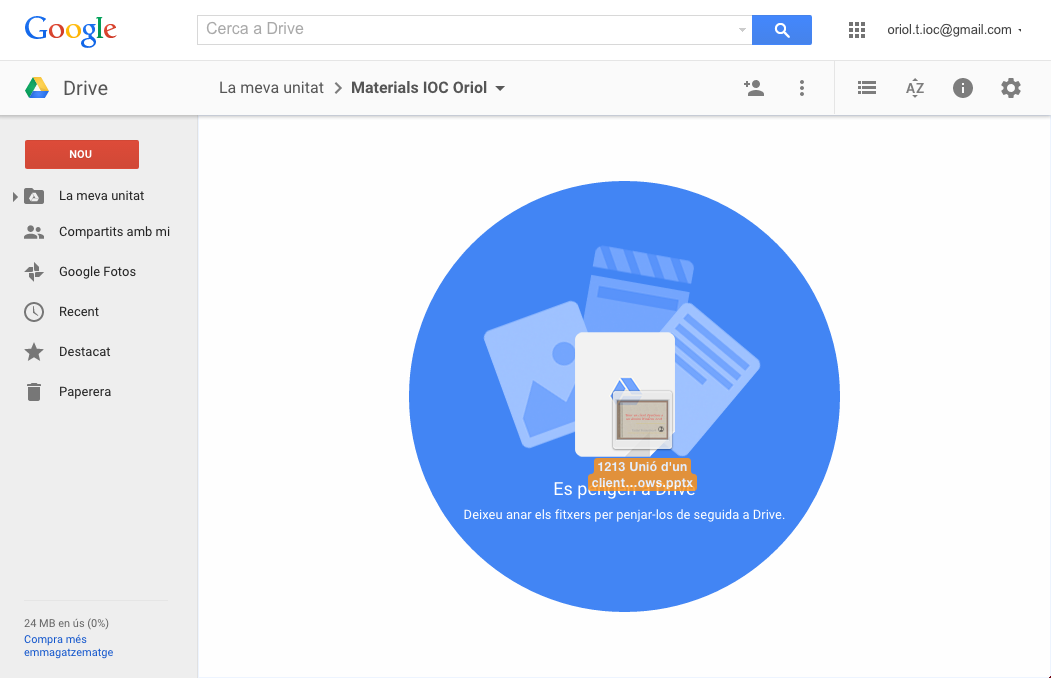 Google
Cerca a Drive
oriol.t.ioc@gmail.com
Drive
La meva unitat > Materials IOC Oriol
AZ
NOU
La meva unitat
Compartits amb mi
Google Fotos
Recent
Destacat
Paperera
1213 Unió d'un
client...ows.pptx
Es pengen a Drive
Deixeu anar els fitxers per penjar-los de seguida a Drive.
24 MB en ús (0%)
Compra més
emmagatzematge